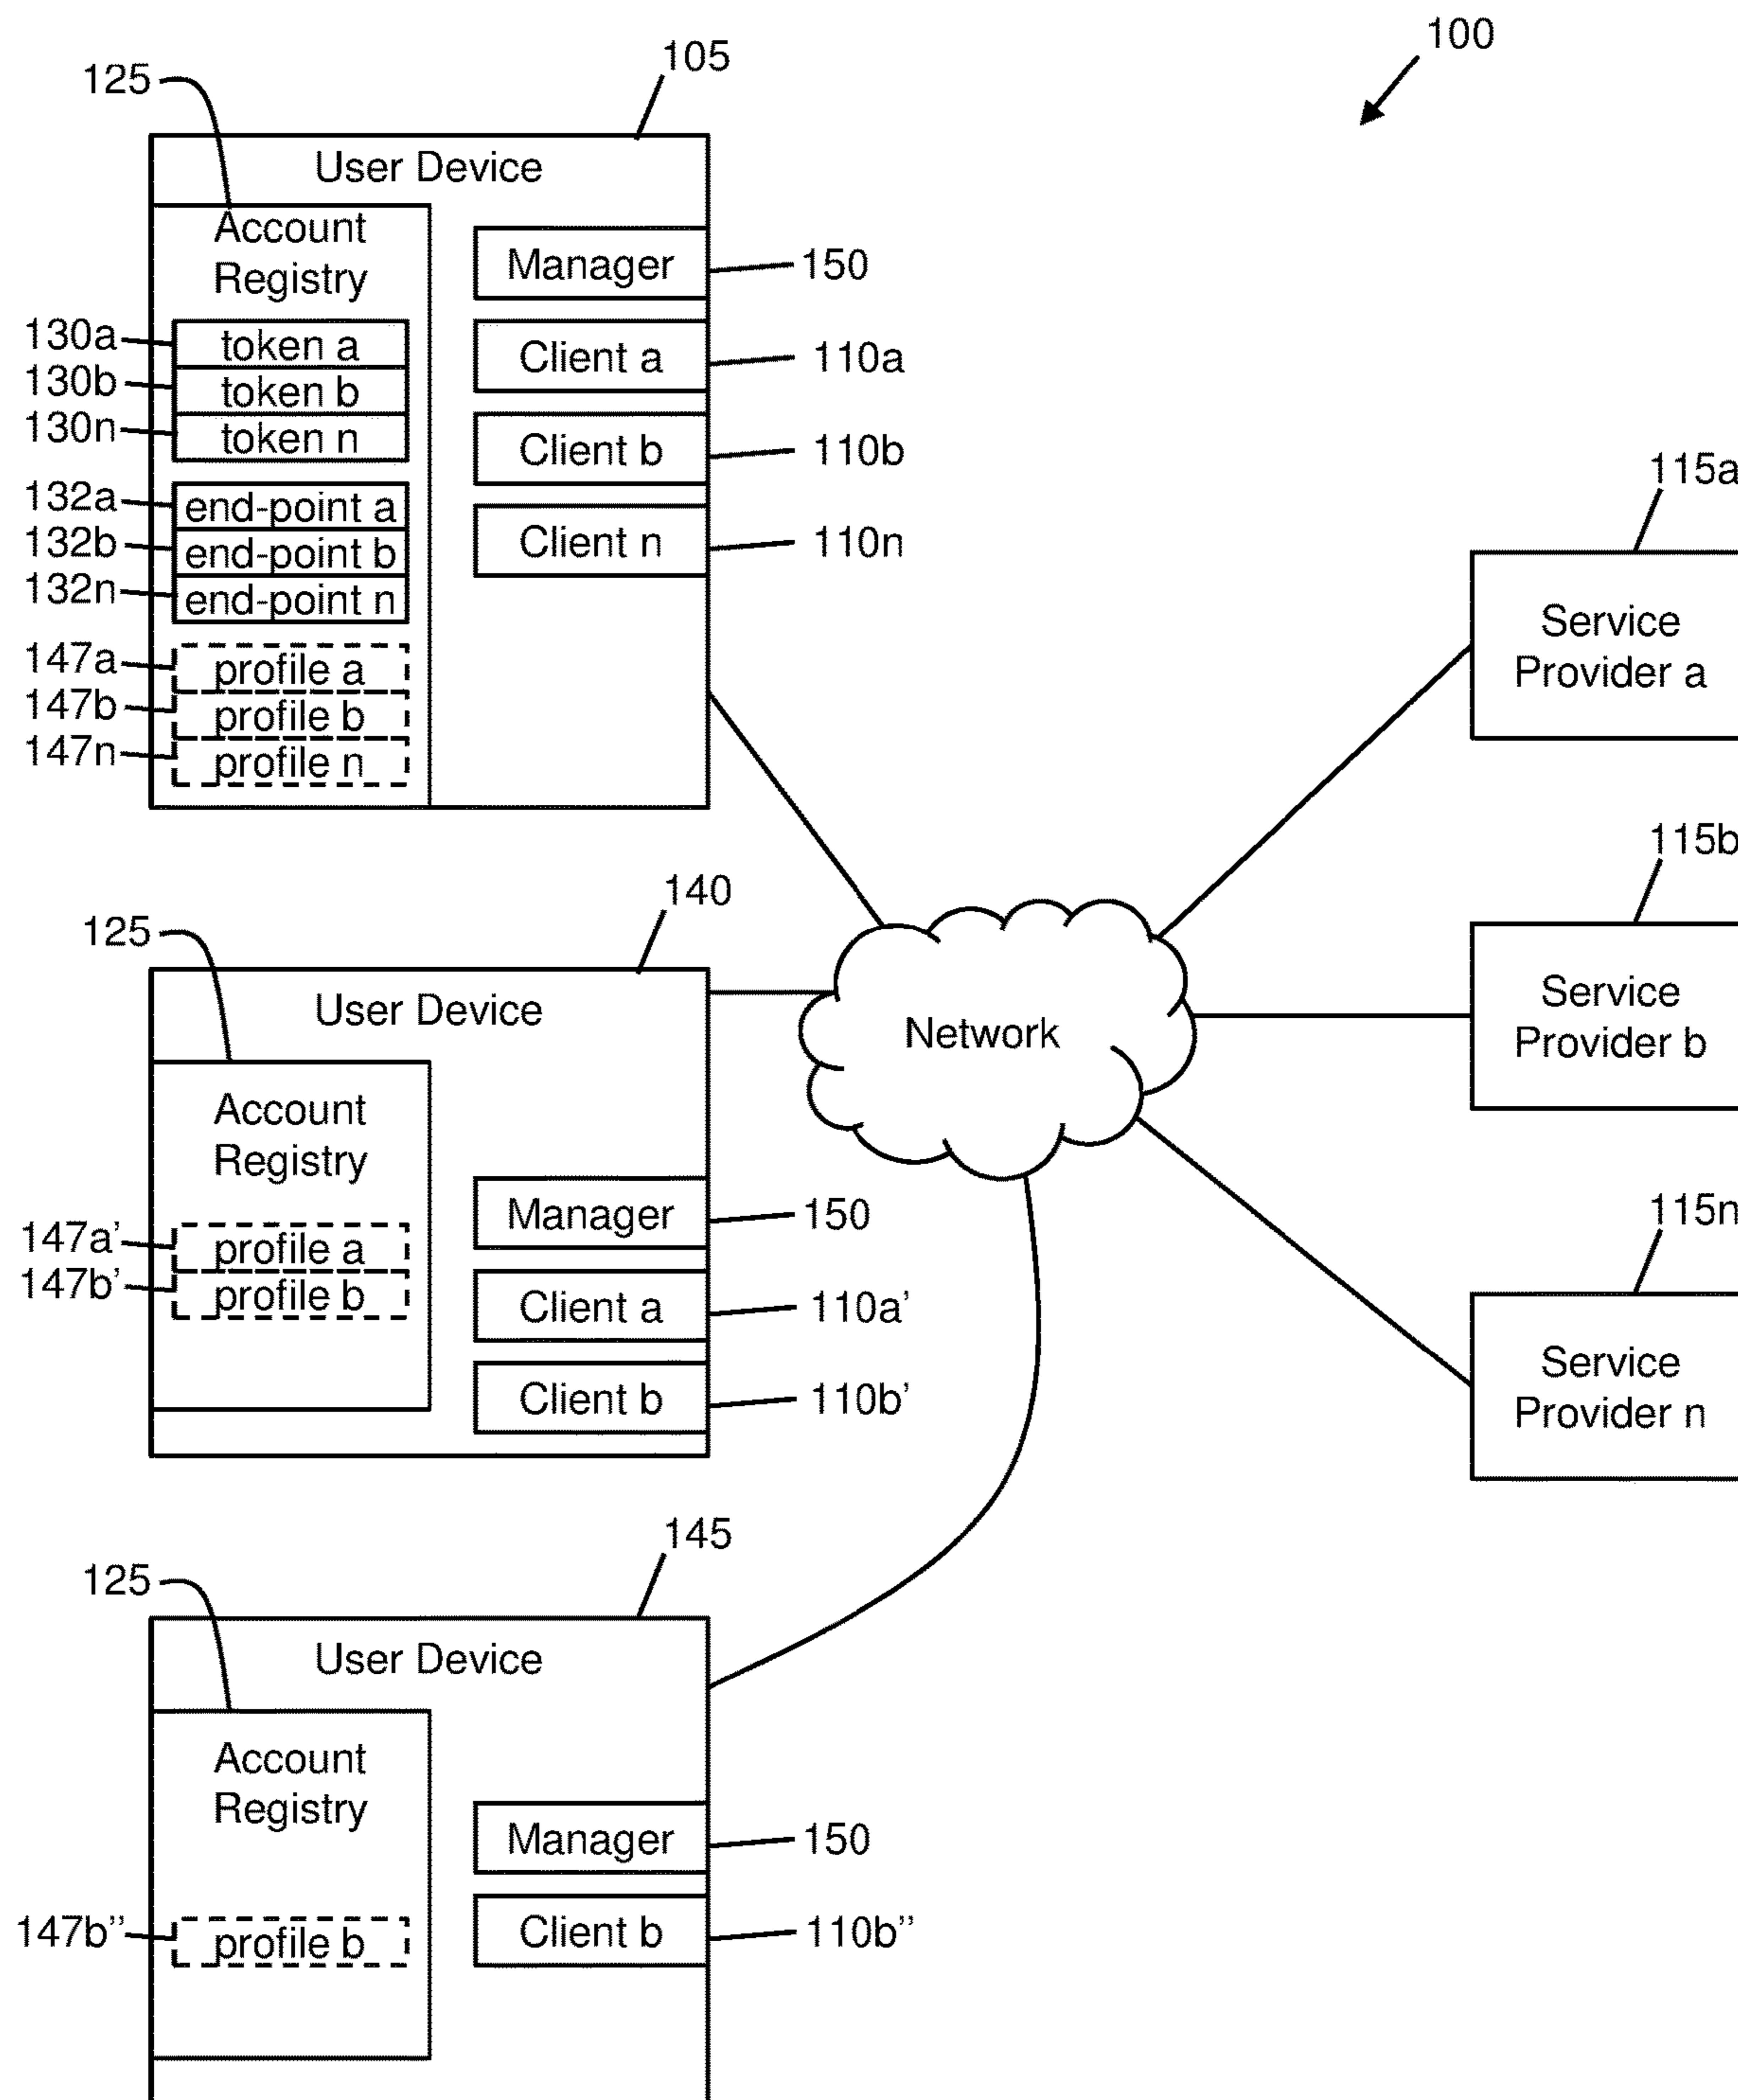 100
105
125
User Device
Account
Registry
Manager
150
130a
token a
130b
token b
130n
token n
Client a
110a
Client b
110b
132a
end-point a
132b
end-point b
132n
end-point n
Client n
110n
147a
profile a
147b
profile b
147n
profile n
115a
Service
Provider a
115b
Service
Provider b
115n
Service
Provider n
Network
140
125
User Device
Account
Registry
Manager
150
147a’
profile a
147b’
profile b
Client a
110a’
Client b
110b’
145
125
User Device
Account
Registry
Manager
150
147b”
profile b
Client b
110b”